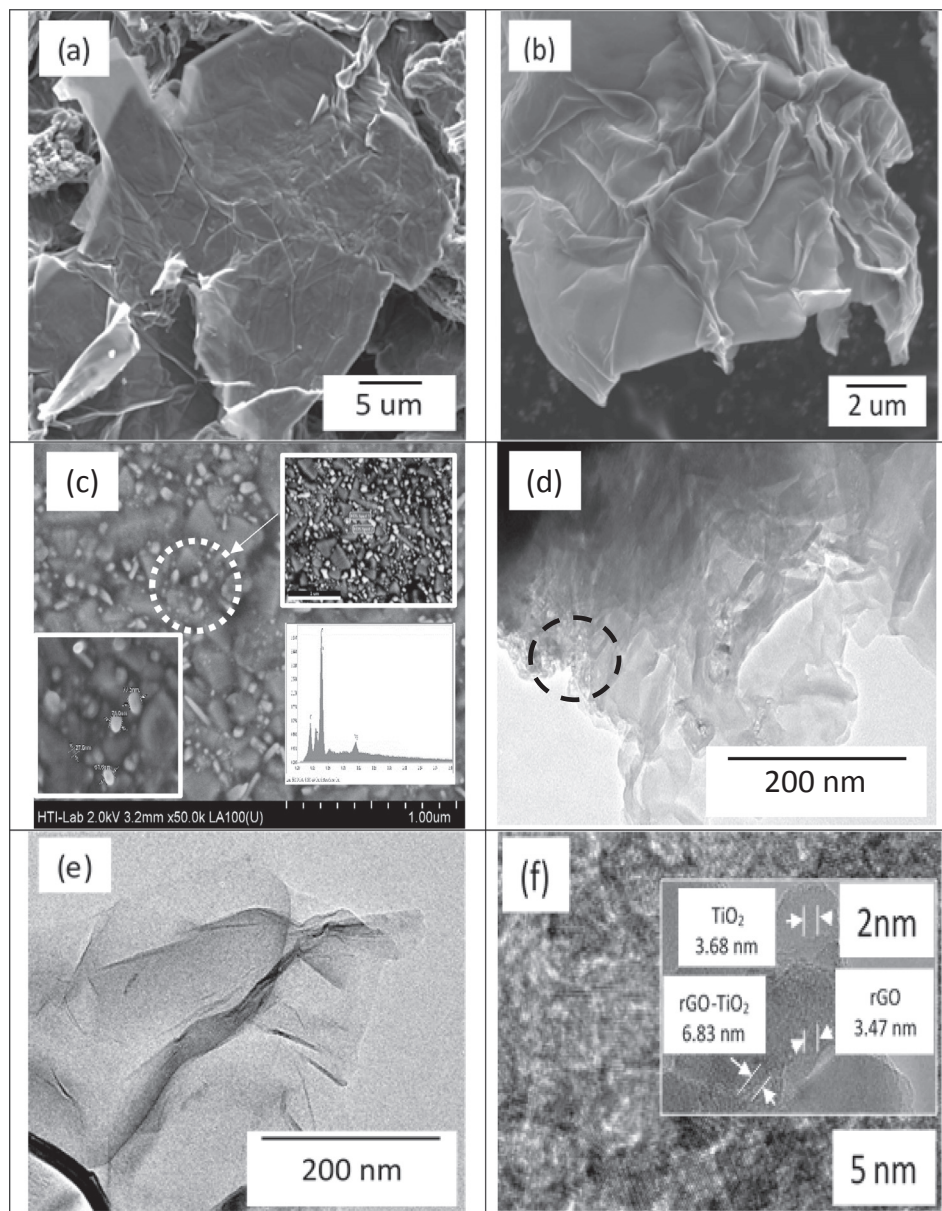 (a)
5 um
(b)
2 um
(c)
HTI-Lab 2.0kV 3.2mm x50.0k LA100(U)
1.00um
(d)
200 nm
(e)
200 nm
(f)
TiO₂
3.68 nm
2nm
rGO-TiO₂
6.83 nm
rGO
3.47 nm
5 nm